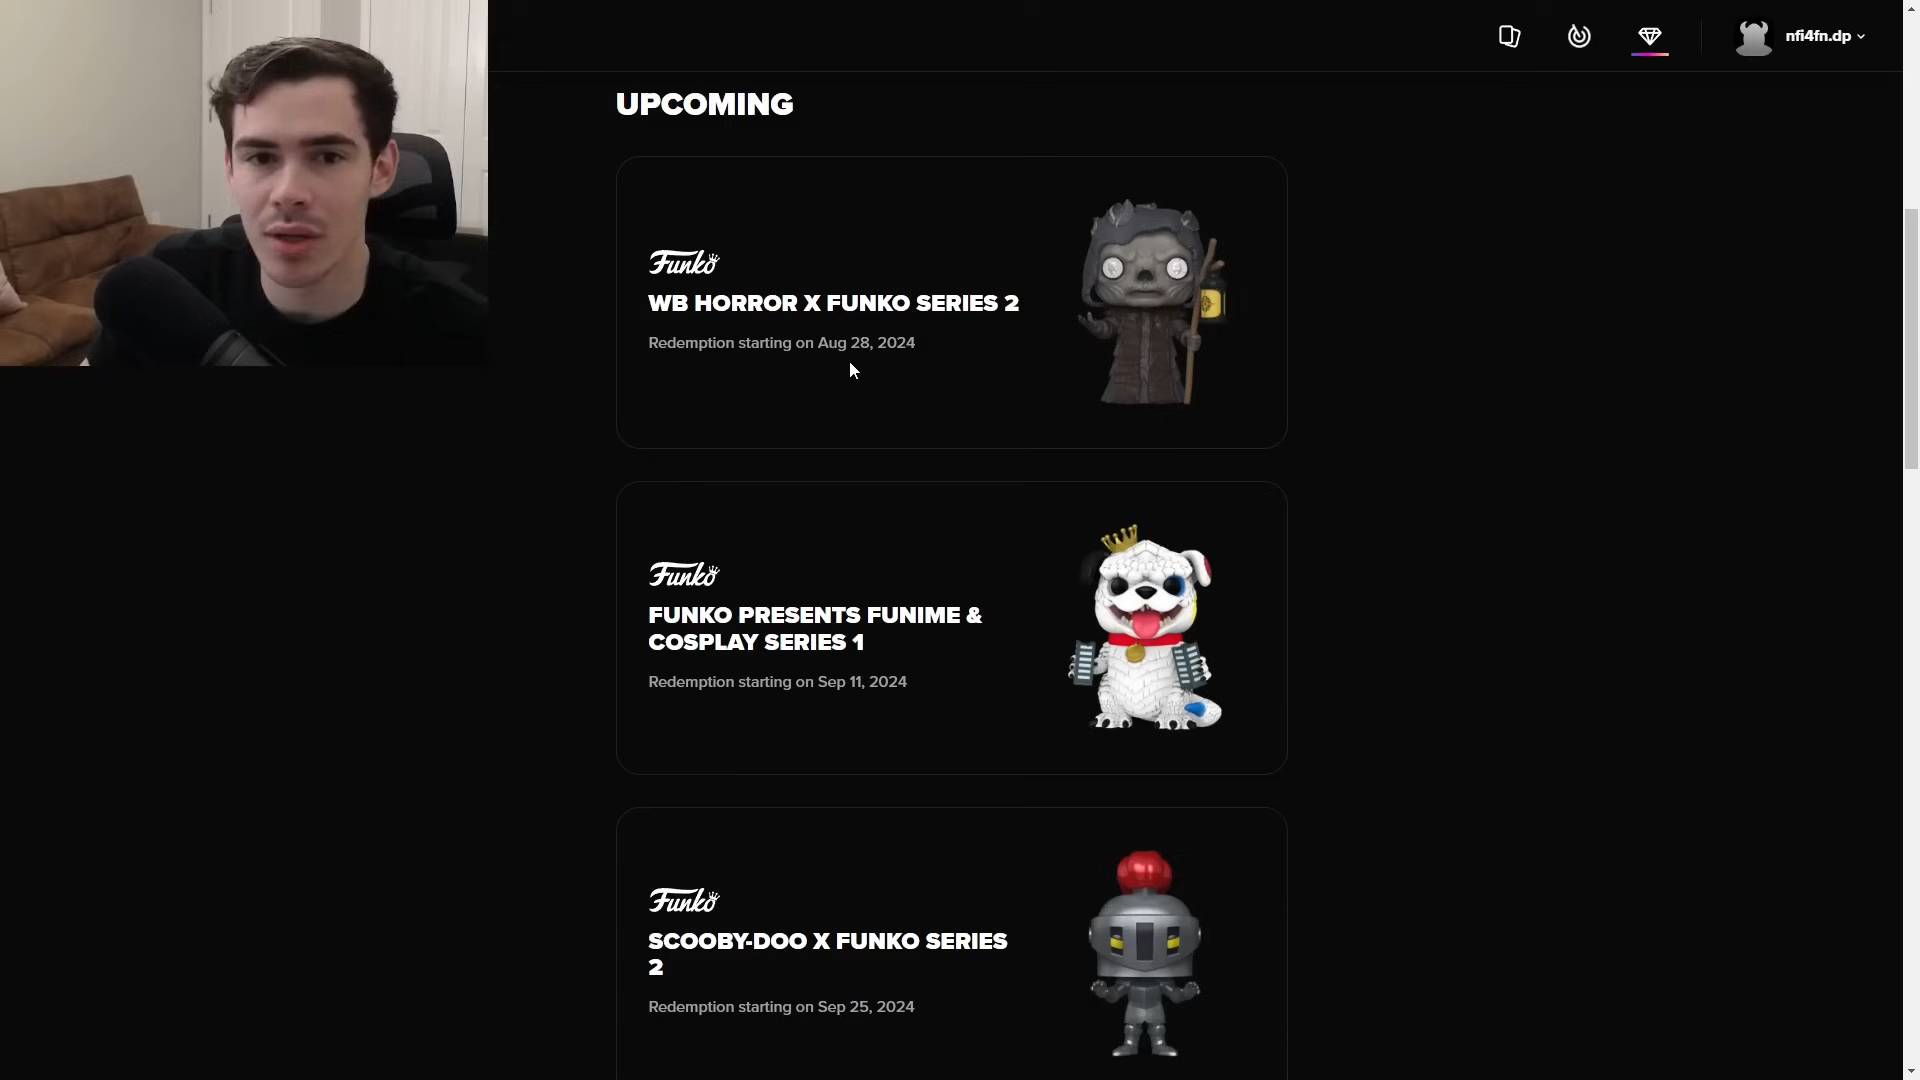 nfi4fn.dp
UPCOMING
Funko
WB HORROR X FUNKO SERIES 2
Redemption starting on Aug 28, 2024
Funko
FUNKO PRESENTS FUNIME &
COSPLAY SERIES 1
Redemption starting on Sep 11, 2024
Funko
SCOOBY-DOO X FUNKO SERIES
2
Redemption starting on Sep 25, 2024